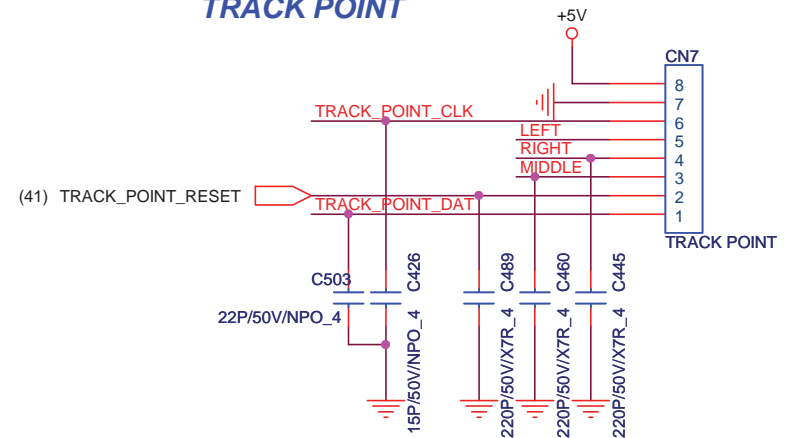 TRACK POINT
+5V
CN7
8
7
TRACK_POINT_CLK
6
LEFT
5
RIGHT
4
MIDDLE
3
(41) TRACK_POINT_RESET
2
TRACK_POINT_DAT
1
TRACK POINT
C503
C426
C489
C460
C445
22P/50V/NPO_4
15P/50V/NPO_4
220P/50V/X7R_4
220P/50V/X7R_4
220P/50V/X7R_4